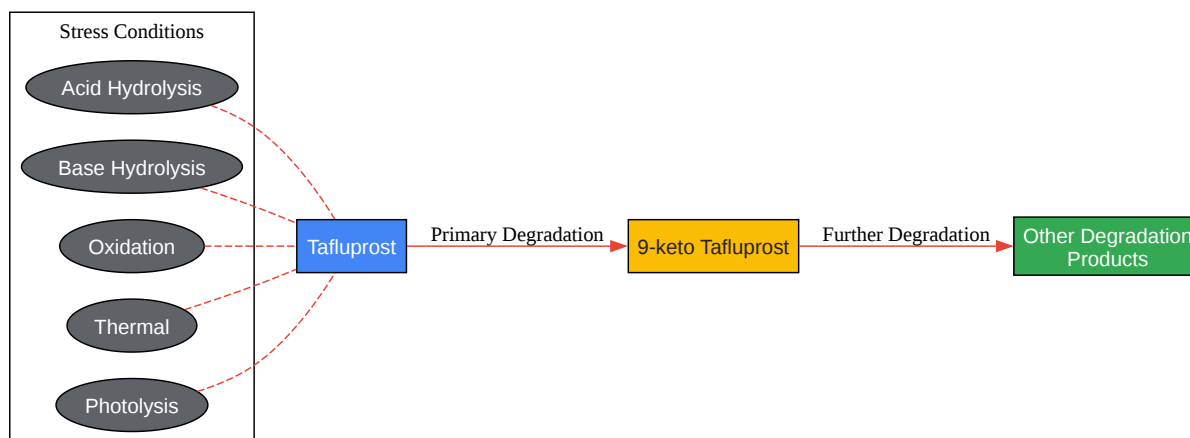 Stress Conditions
Acid Hydrolysis
Base Hydrolysis
Oxidation
Thermal
Photolysis
Tafluprost
Primary Degradation
9-keto Tafluprost
Further Degradation
Other Degradation
Products